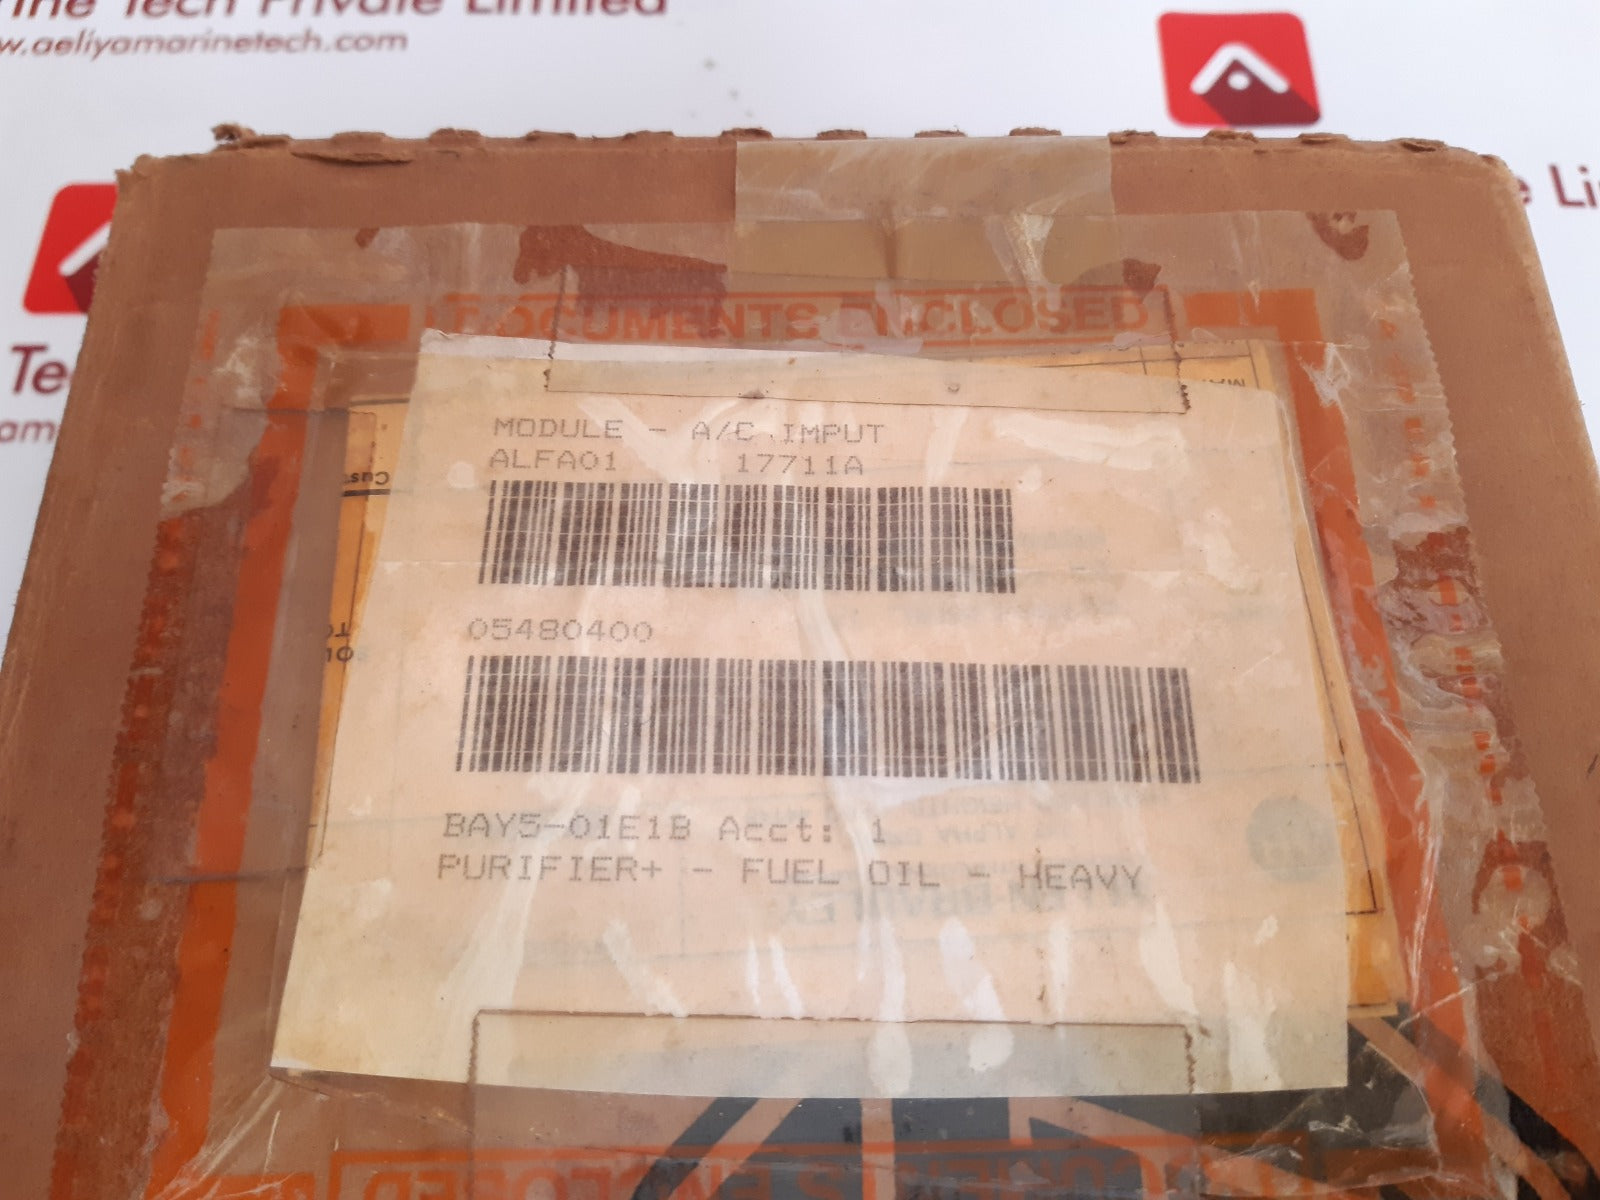 rine Tech Private Limited
w.aeliyamarinetech.com
DOCUMENTS ENCLOSED
MODULE - A/C IMPUT
ALFA01 17711A
05480400
BAY5-01E1B Acct: 1
PURIFIER+ - FUEL OIL - HEAVY